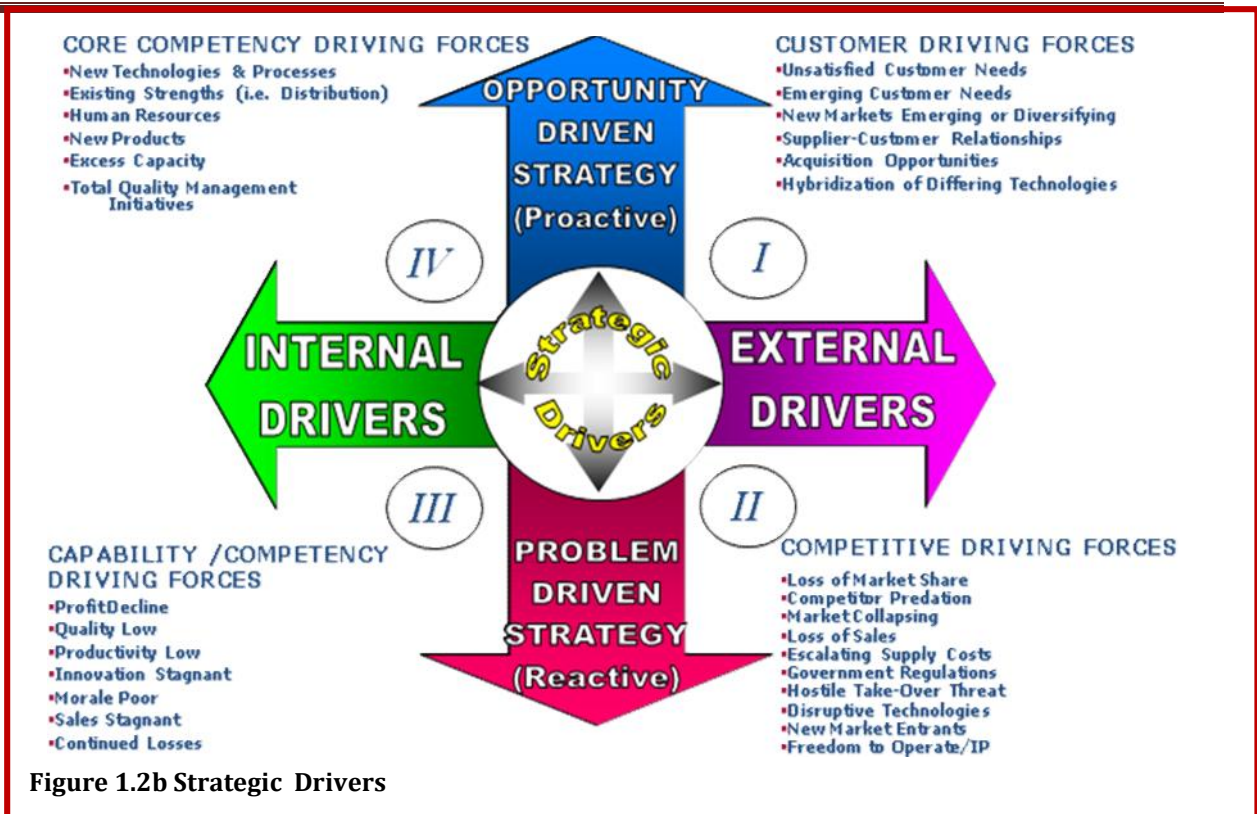 CORE COMPETENCY DRIVING FORCES
▪New Technologies & Processes
▪Existing Strengths (i.e. Distribution)
▪Human Resources
▪New Products
▪Excess Capacity
▪Total Quality Management
Initiatives
OPPORTUNITY
DRIVEN
STRATEGY
(Proactive)
CUSTOMER DRIVING FORCES
▪Unsatisfied Customer Needs
▪Emerging Customer Needs
▪New Markets Emerging or Diversifying
▪Supplier-Customer Relationships
▪Acquisition Opportunities
▪Hybridization of Differing Technologies
IV
I
INTERNAL
DRIVERS
Strategic
Drivers
EXTERNAL
DRIVERS
III
II
CAPABILITY /COMPETENCY
DRIVING FORCES
▪ProfitDecline
▪Quality Low
▪Productivity Low
▪Innovation Stagnant
▪Morale Poor
▪Sales Stagnant
▪Continued Losses
PROBLEM
DRIVEN
STRATEGY
(Reactive)
COMPETITIVE DRIVING FORCES
▪Loss of Market Share
▪Competitor Predation
▪Market Collapsing
▪Loss of Sales
▪Escalating Supply Costs
▪Government Regulations
▪Hostile Take-Over Threat
▪Disruptive Technologies
▪New Market Entrants
▪Freedom to Operate/IP
Figure 1.2b Strategic Drivers